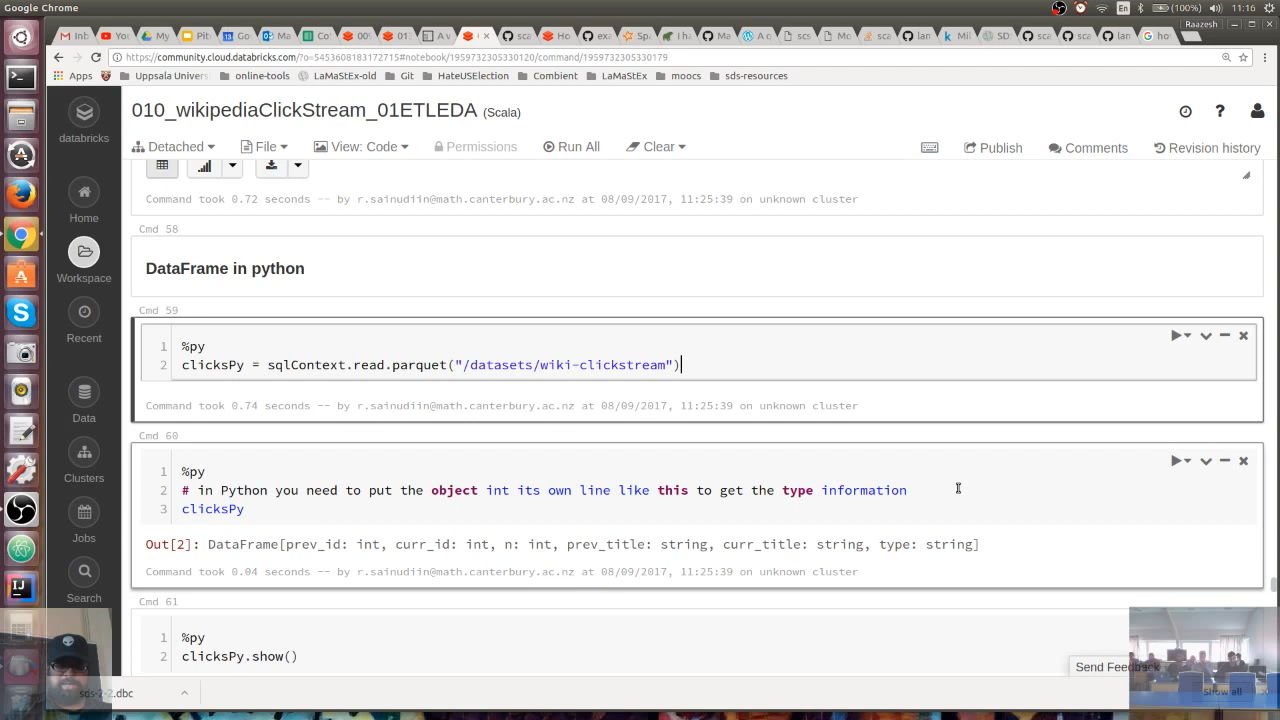 Google Chrome
En
(100%)
11:16
Raazesh
https://community.cloud.databricks.com/?o=5453608183172715#notebook/1959732305330120/command/1959732305330179
Apps
Uppsala Univers
online-tools
LaMaStEx-old
Git
HateUSElection
Combient
LaMaStEx
moocs
sds-resources
010_wikipediaClickStream_01ETLEDA (Scala)
databricks
Home
Workspace
Recent
Data
Clusters
Jobs
Search
Detached
File
View: Code
Permissions
Run All
Clear
Publish
Comments
Revision history
Command took 0.72 seconds -- by r.sainudiin@math.canterbury.ac.nz at 08/09/2017, 11:25:39 on unknown cluster
Cmd 58
DataFrame in python
Cmd 59
1 %py
2 clicksPy = sqlContext.read.parquet("/datasets/wiki-clickstream")
Command took 0.74 seconds -- by r.sainudiin@math.canterbury.ac.nz at 08/09/2017, 11:25:39 on unknown cluster
Cmd 60
1 %py
2 # in Python you need to put the object int its own line like this to get the type information
3 clicksPy
Out[2]: DataFrame[prev_id: int, curr_id: int, n: int, prev_title: string, curr_title: string, type: string]
Command took 0.04 seconds -- by r.sainudiin@math.canterbury.ac.nz at 08/09/2017, 11:25:39 on unknown cluster
Cmd 61
1 %py
2 clicksPy.show()
Send Feedback
sds-2-2.dbc
Show all